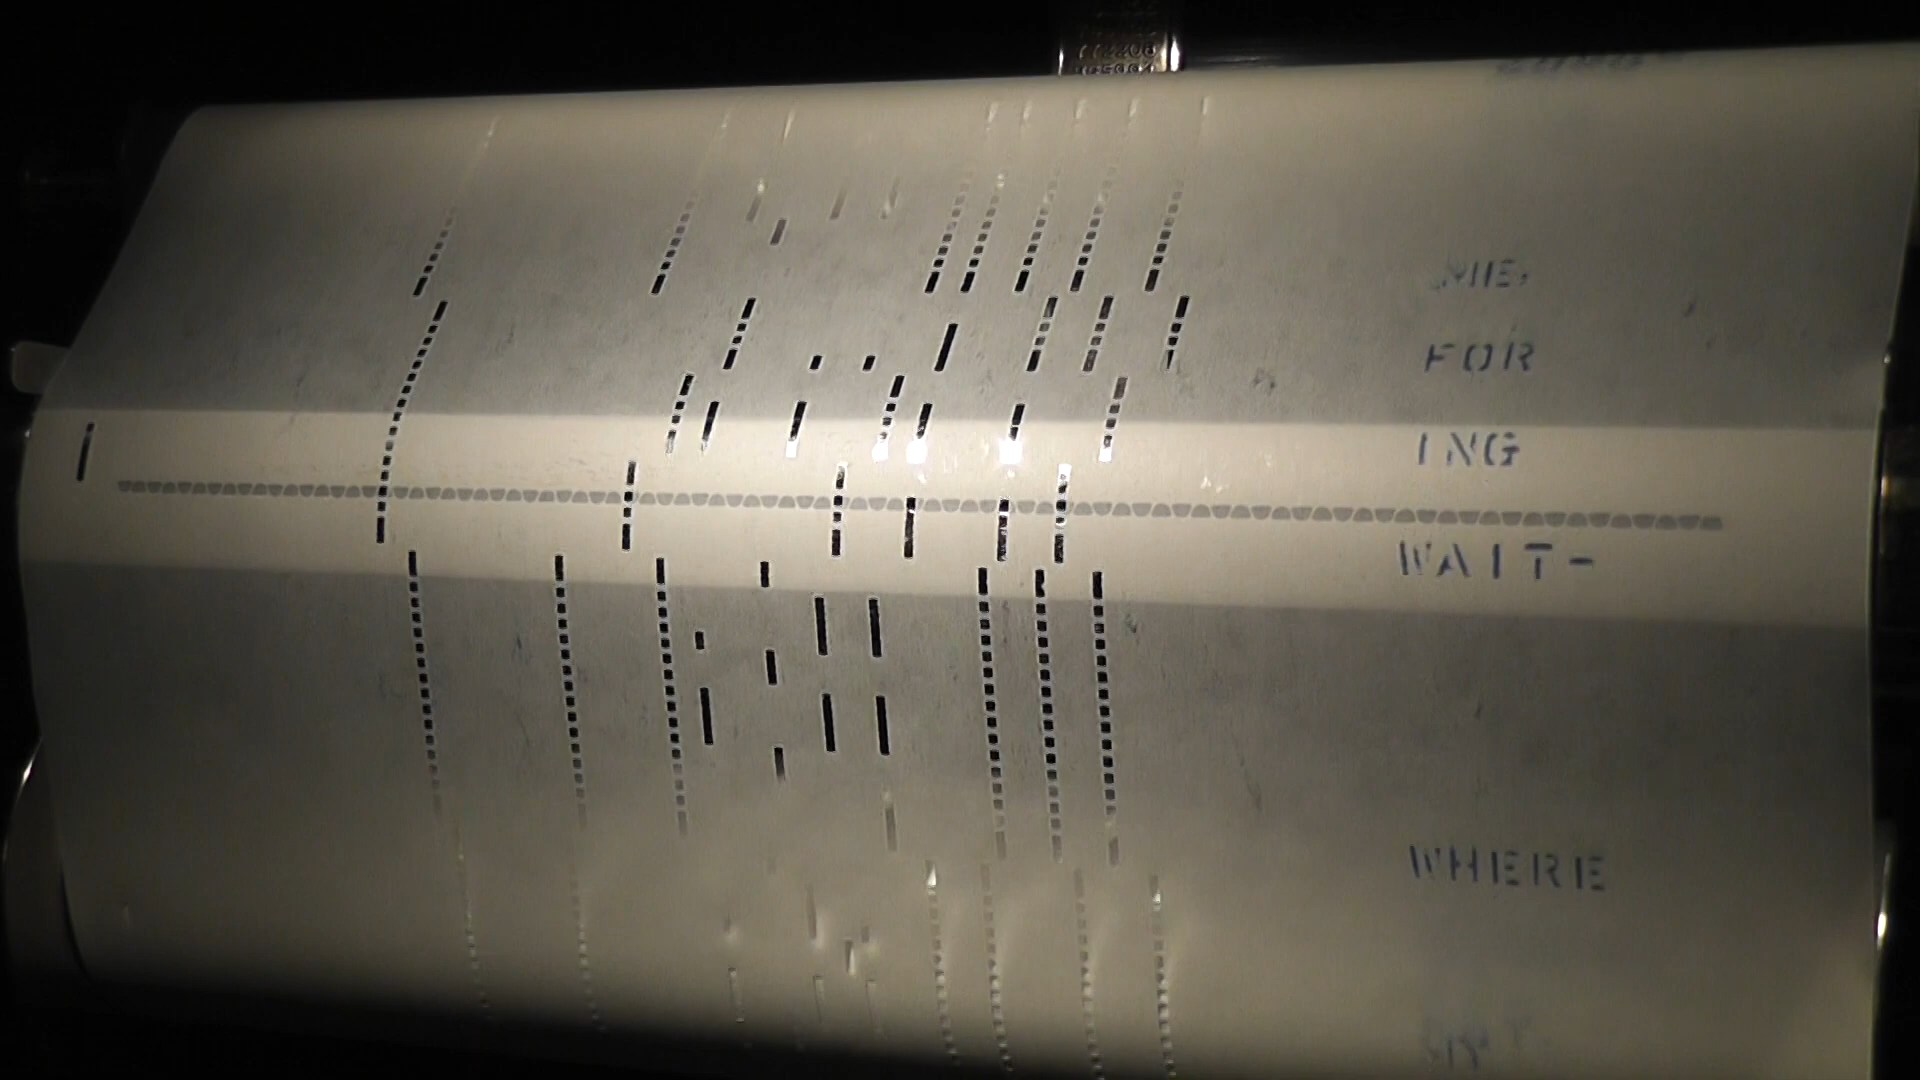 ME,
FOR
ING
WAIT-
WHERE